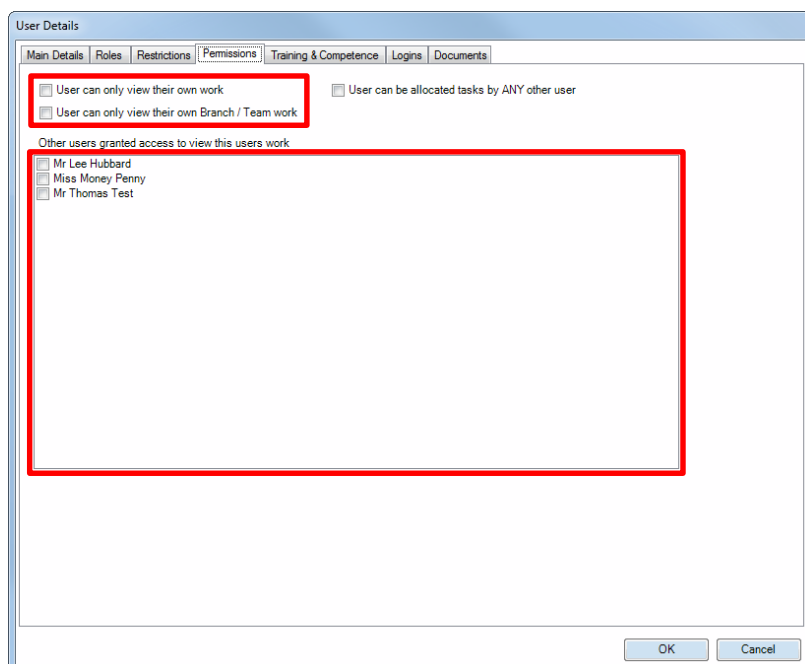 User Details
Main Details Roles Restrictions Permissions Training & Competence Logins Documents
User can only view their own work User can be allocated tasks by ANY other user
User can only view their own Branch / Team work
Other users granted access to view this users work
Mr Lee Hubbard
Miss Money Penny
Mr Thomas Test
OK Cancel